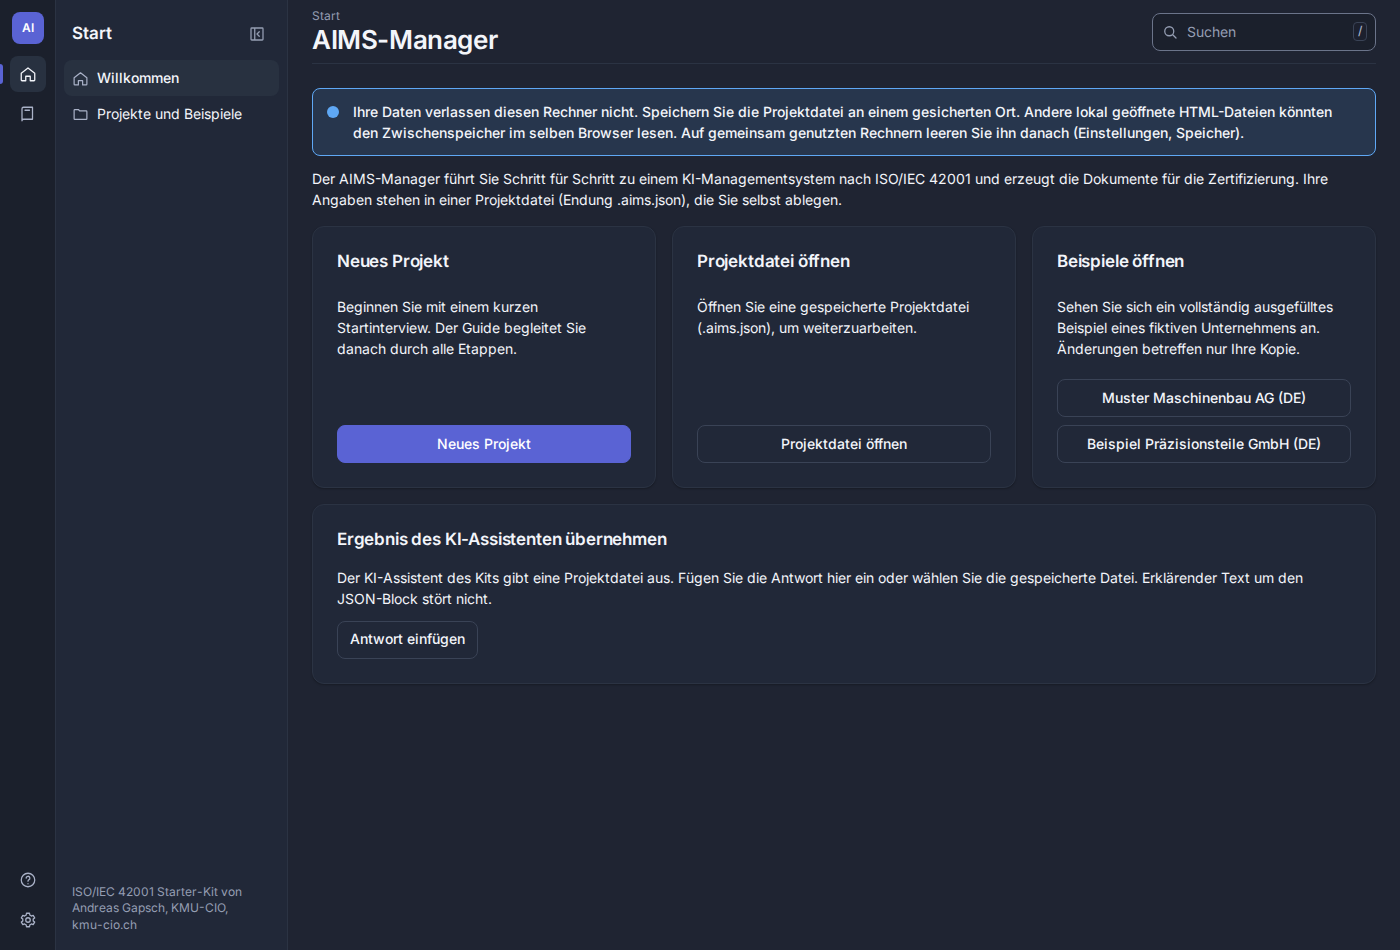 AI
Start
Willkommen
Projekte und Beispiele
ISO/IEC 42001 Starter-Kit von
Andreas Gapsch, KMU-CIO,
kmu-cio.ch
Start
AIMS-Manager
Suchen /
Ihre Daten verlassen diesen Rechner nicht. Speichern Sie die Projektdatei an einem gesicherten Ort. Andere lokal geöffnete HTML-Dateien könnten
den Zwischenspeicher im selben Browser lesen. Auf gemeinsam genutzten Rechnern leeren Sie ihn danach (Einstellungen, Speicher).
Der AIMS-Manager führt Sie Schritt für Schritt zu einem KI-Managementsystem nach ISO/IEC 42001 und erzeugt die Dokumente für die Zertifizierung. Ihre
Angaben stehen in einer Projektdatei (Endung .aims.json), die Sie selbst ablegen.
Neues Projekt
Beginnen Sie mit einem kurzen
Startinterview. Der Guide begleitet Sie
danach durch alle Etappen.
Neues Projekt
Projektdatei öffnen
Öffnen Sie eine gespeicherte Projektdatei
(.aims.json), um weiterzuarbeiten.
Projektdatei öffnen
Beispiele öffnen
Sehen Sie sich ein vollständig ausgefülltes
Beispiel eines fiktiven Unternehmens an.
Änderungen betreffen nur Ihre Kopie.
Muster Maschinenbau AG (DE)
Beispiel Präzisionsteile GmbH (DE)
Ergebnis des KI-Assistenten übernehmen
Der KI-Assistent des Kits gibt eine Projektdatei aus. Fügen Sie die Antwort hier ein oder wählen Sie die gespeicherte Datei. Erklärender Text um den
JSON-Block stört nicht.
Antwort einfügen